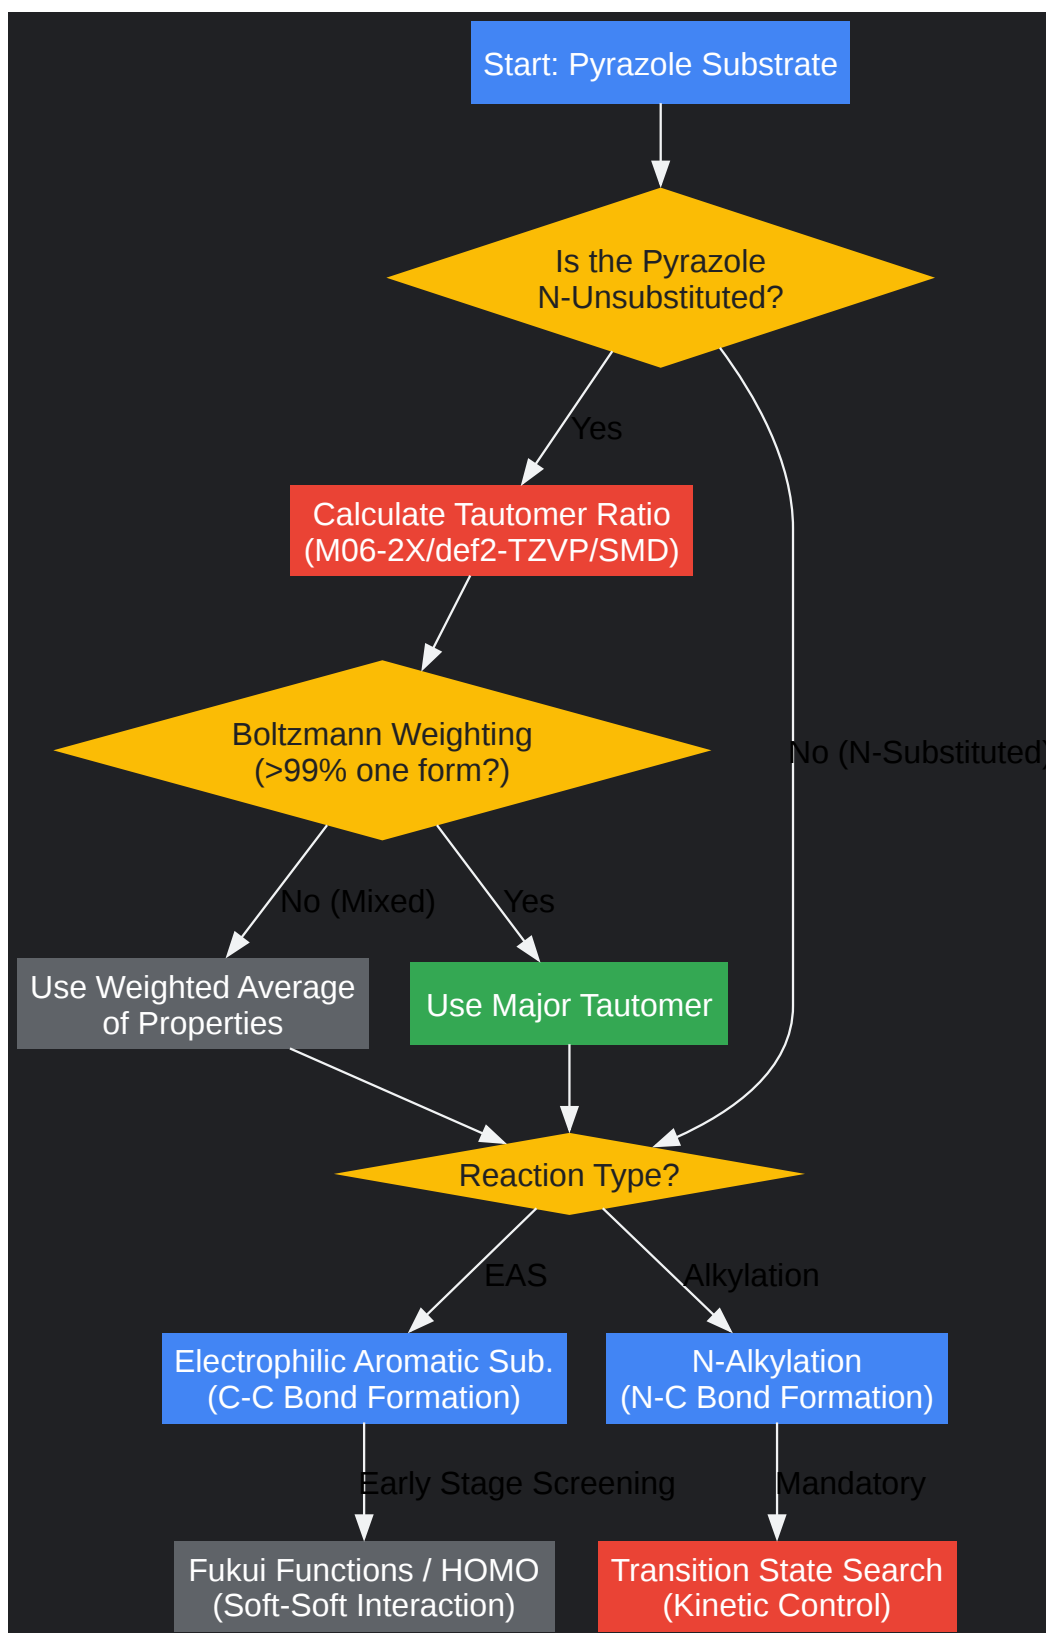 Start: Pyrazole Substrate
Is the Pyrazole
N-Unsubstituted?
Yes
Calculate Tautomer Ratio
(M06-2X/def2-TZVP/SMD)
Boltzmann Weighting
(>99% one form?)
No (N-Substituted)
No (Mixed)
Yes
Use Weighted Average
of Properties
Use Major Tautomer
Reaction Type?
EAS
Alkylation
Electrophilic Aromatic Sub.
(C-C Bond Formation)
N-Alkylation
(N-C Bond Formation)
Early Stage Screening
Mandatory
Fukui Functions / HOMO
(Soft-Soft Interaction)
Transition State Search
(Kinetic Control)